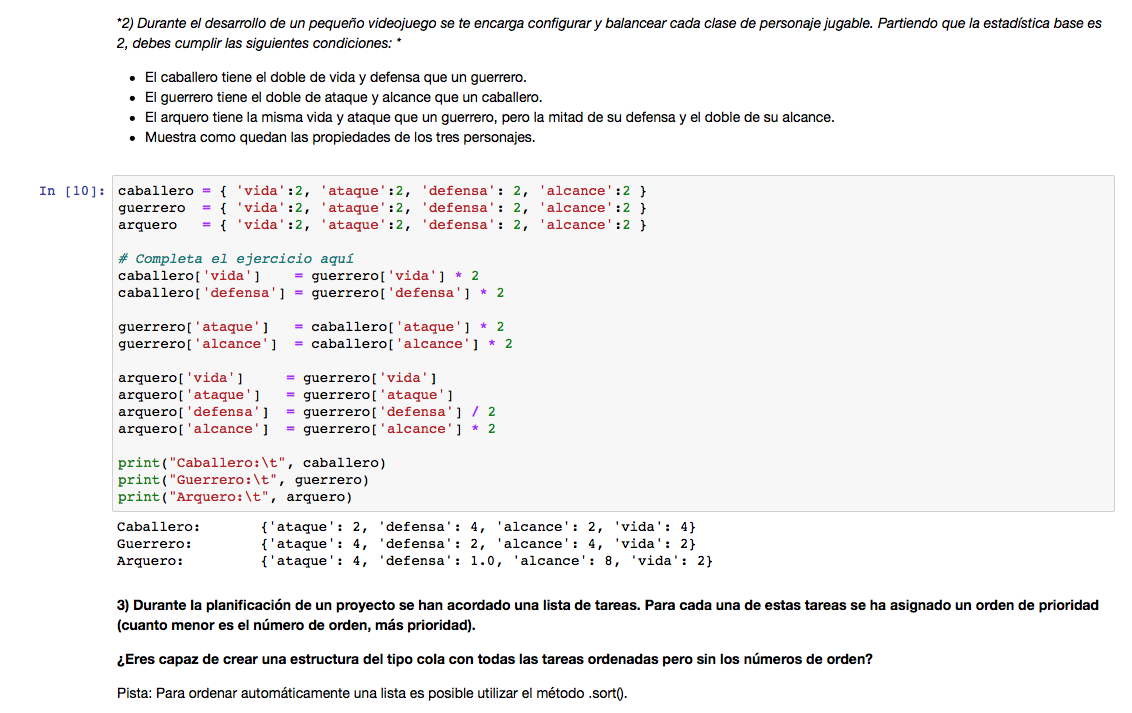 *2) Durante el desarrollo de un pequeño videojuego se te encarga configurar y balancear cada clase de personaje jugable. Partiendo que la estadística base es
2, debes cumplir las siguientes condiciones: *
• El caballero tiene el doble de vida y defensa que un guerrero.
• El guerrero tiene el doble de ataque y alcance que un caballero.
• El arquero tiene la misma vida y ataque que un guerrero, pero la mitad de su defensa y el doble de su alcance.
• Muestra como quedan las propiedades de los tres personajes.
In [10]: caballero = { 'vida':2, 'ataque':2, 'defensa': 2, 'alcance':2 }
guerrero  = { 'vida':2, 'ataque':2, 'defensa': 2, 'alcance':2 }
arquero   = { 'vida':2, 'ataque':2, 'defensa': 2, 'alcance':2 }
# Completa el ejercicio aquí
caballero['vida']    = guerrero['vida'] * 2
caballero['defensa'] = guerrero['defensa'] * 2
guerrero['ataque']   = caballero['ataque'] * 2
guerrero['alcance']  = caballero['alcance'] * 2
arquero['vida']     = guerrero['vida']
arquero['ataque']   = guerrero['ataque']
arquero['defensa']  = guerrero['defensa'] / 2
arquero['alcance']  = guerrero['alcance'] * 2
print("Caballero:\t", caballero)
print("Guerrero:\t", guerrero)
print("Arquero:\t", arquero)
Caballero:       {'ataque': 2, 'defensa': 4, 'alcance': 2, 'vida': 4}
Guerrero:        {'ataque': 4, 'defensa': 2, 'alcance': 4, 'vida': 2}
Arquero:         {'ataque': 4, 'defensa': 1.0, 'alcance': 8, 'vida': 2}
3) Durante la planificación de un proyecto se han acordado una lista de tareas. Para cada una de estas tareas se ha asignado un orden de prioridad
(cuanto menor es el número de orden, más prioridad).
¿Eres capaz de crear una estructura del tipo cola con todas las tareas ordenadas pero sin los números de orden?
Pista: Para ordenar automáticamente una lista es posible utilizar el método .sort().